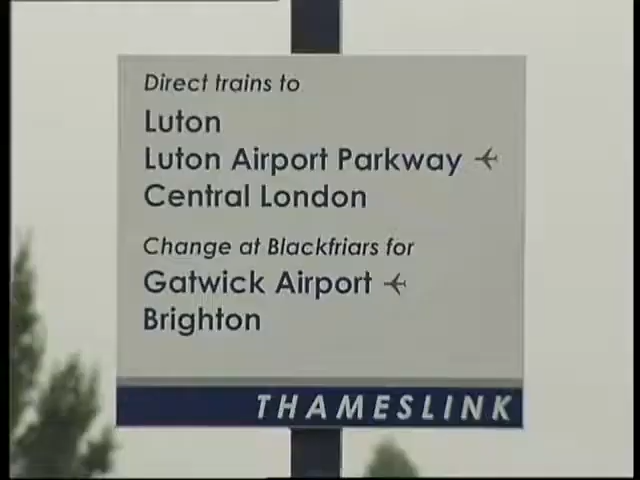 Direct trains to
Luton
Luton Airport Parkway
Central London
Change at Blackfriars for
Gatwick Airport
Brighton
THAMESLINK